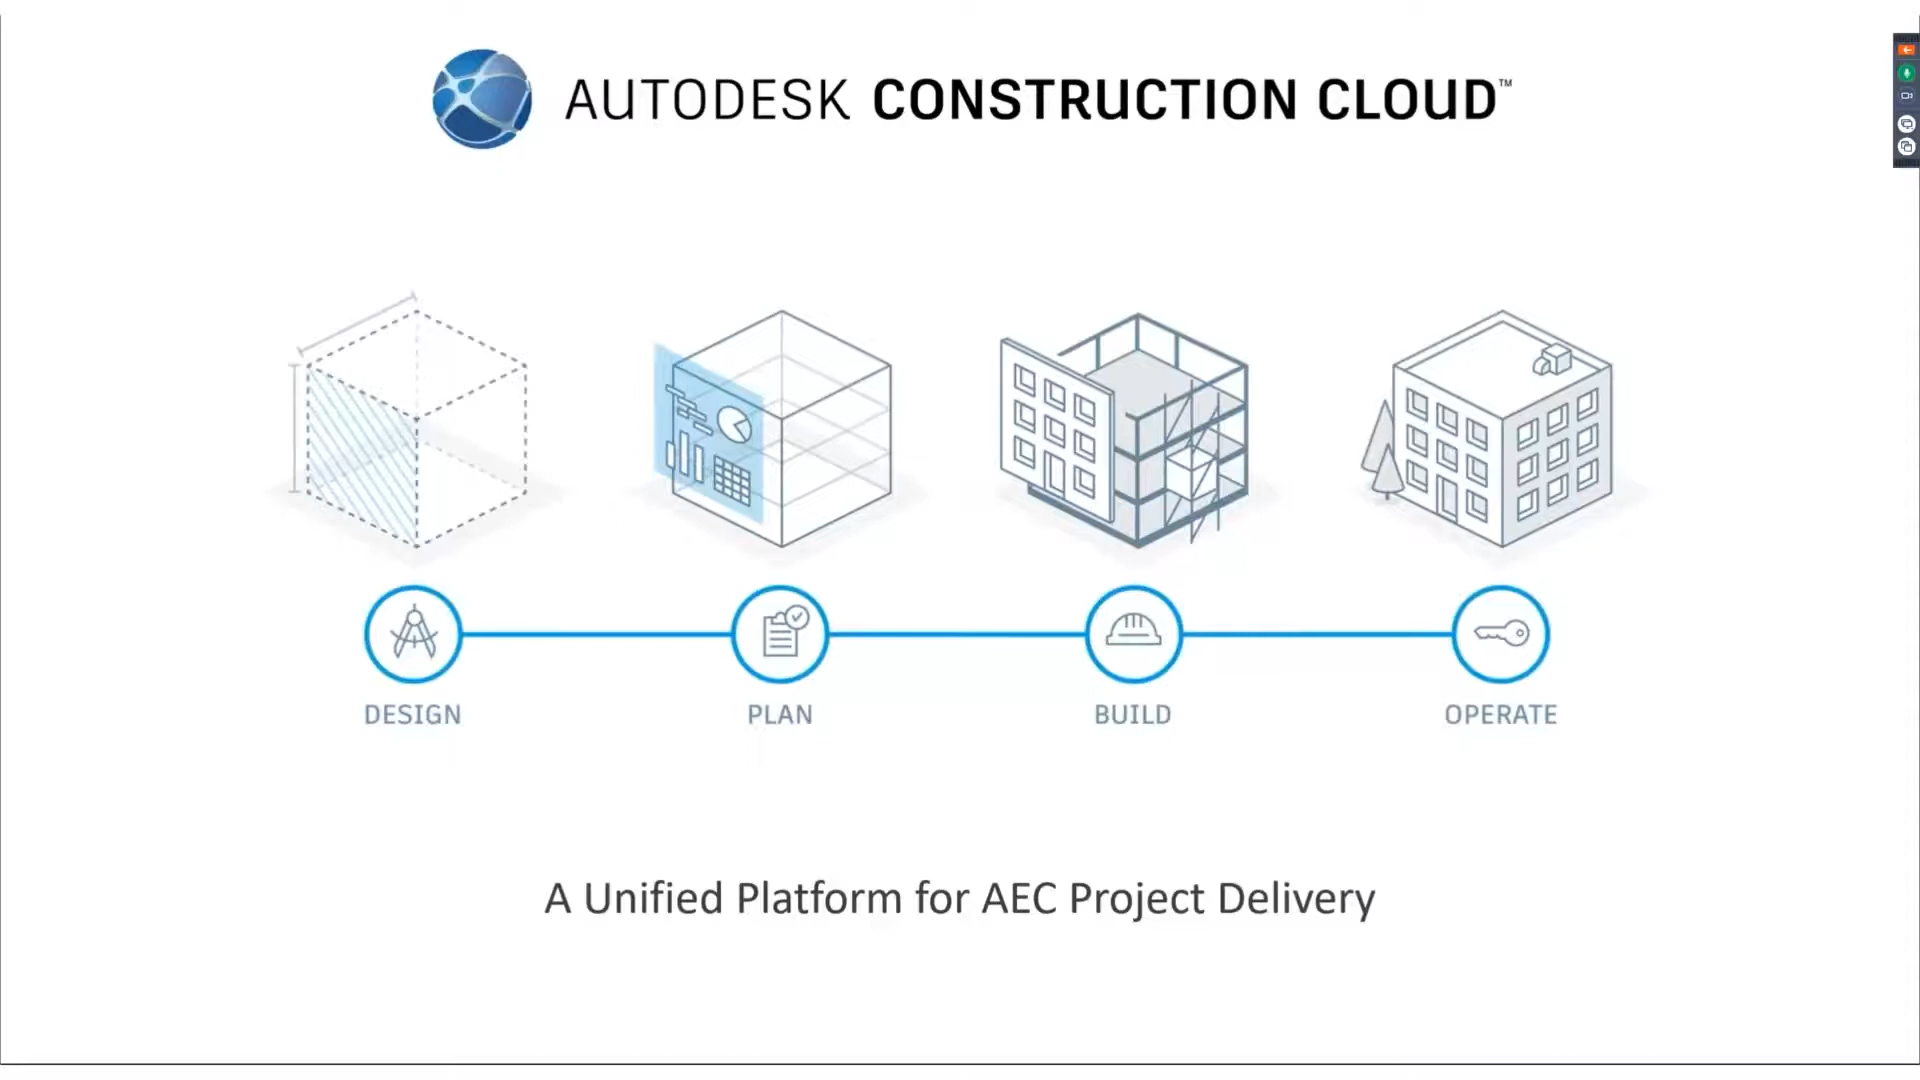 AUTODESK CONSTRUCTION CLOUD™
DESIGN
PLAN
BUILD
OPERATE
A Unified Platform for AEC Project Delivery